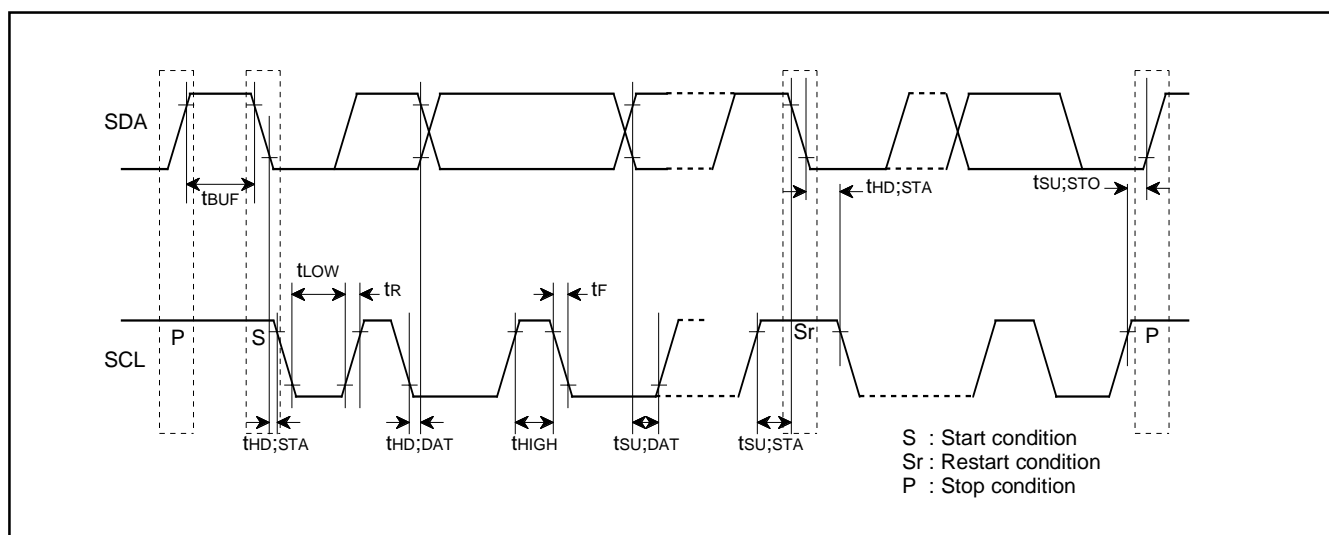 SDA
tBUF
tHD;STA
tSU;STO
tLOW
tR
tF
P
S
Sr
P
SCL
tHD;STA
tHD;DAT
tHIGH
tSU;DAT
tSU;STA
S : Start condition
Sr : Restart condition
P : Stop condition